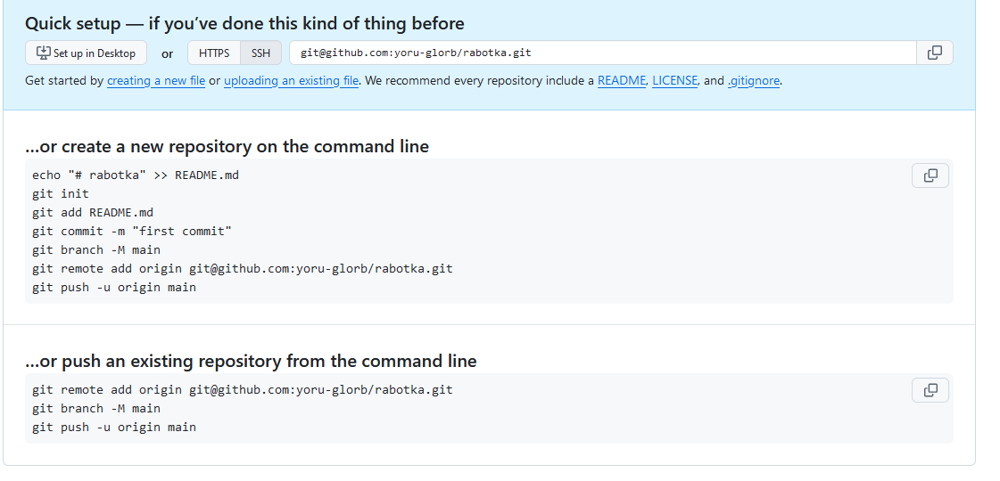 Quick setup — if you’ve done this kind of thing before
Set up in Desktop or HTTPS SSH git@github.com:yoru-glorb/rabotka.git
Get started by creating a new file or uploading an existing file. We recommend every repository include a README, LICENSE, and .gitignore.
…or create a new repository on the command line
echo "# rabotka" >> README.md
git init
git add README.md
git commit -m "first commit"
git branch -M main
git remote add origin git@github.com:yoru-glorb/rabotka.git
git push -u origin main
…or push an existing repository from the command line
git remote add origin git@github.com:yoru-glorb/rabotka.git
git branch -M main
git push -u origin main